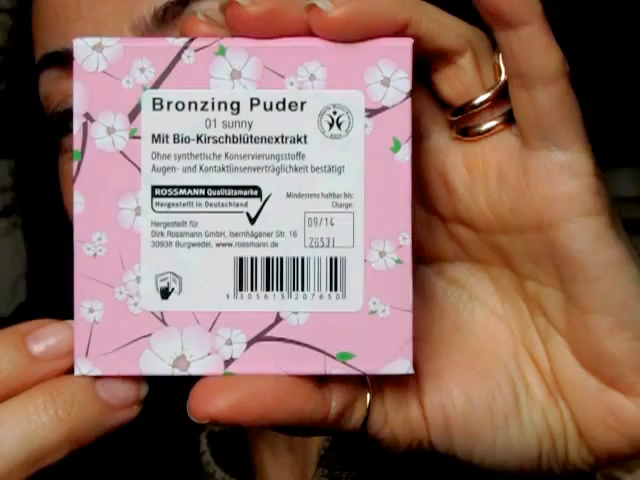 Bronzing Puder
01 sunny
Mit Bio-Kirschblütenextrakt
Ohne synthetische Konservierungsstoffe
Augen- und Kontaktlinsenverträglichkeit bestätigt
ROSSMANN Qualitätsmarke
Hergestellt in Deutschland
Mindestens haltbar bis:
Charge:
09/14
26531
Hergestellt für
Dirk Rossmann GmbH, Isernhägener Str. 16
30938 Burgwedel, www.rossmann.de
4 305615 207650